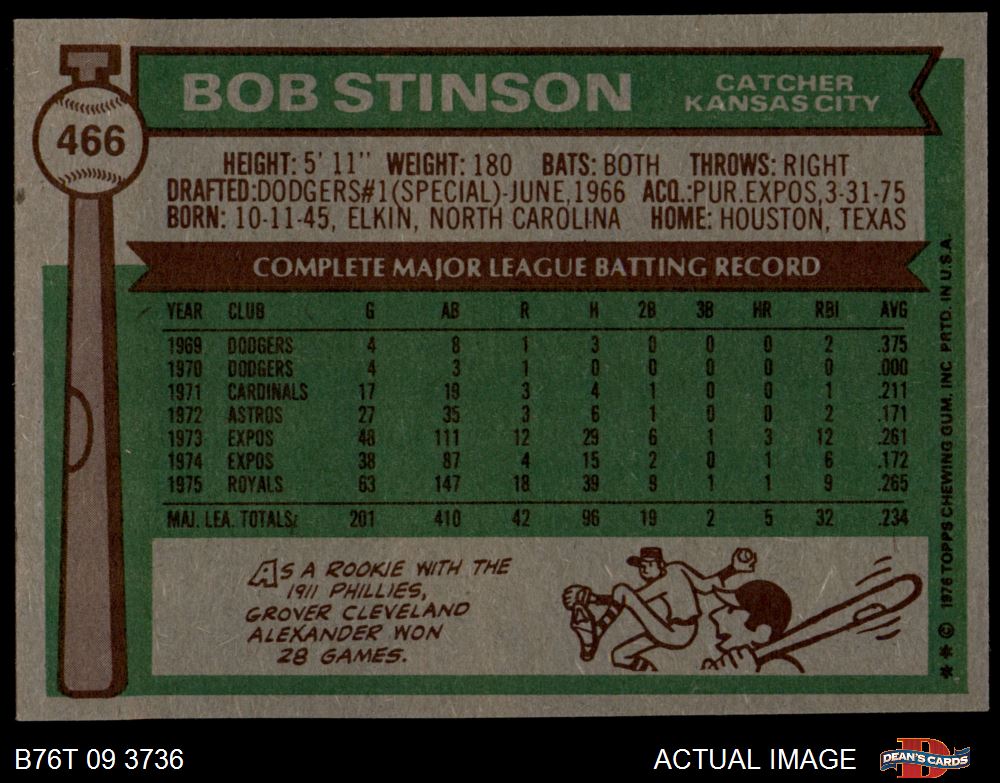 T
466
BOB STINSON
CATCHER
KANSAS CITY
HEIGHT: 5' 11" WEIGHT: 180 BATS: BOTH THROWS: RIGHT
DRAFTED:DODGERS#1(SPECIAL)-JUNE,1966 ACQ.:PUR.EXPOS,3-31-75
BORN: 10-11-45, ELKIN, NORTH CAROLINA HOME: HOUSTON, TEXAS
COMPLETE MAJOR LEAGUE BATTING RECORD
YEAR CLUB G AB R H 2B 3B HR RBI AVG
1969 DODGERS 4 8 1 3 0 0 0 2 .375
1970 DODGERS 4 3 1 0 0 0 0 0 .000
1971 CARDINALS 17 19 3 4 1 0 0 1 .211
1972 ASTROS 27 35 3 6 1 0 0 2 .171
1973 EXPOS 48 111 12 29 6 1 3 12 .261
1974 EXPOS 38 87 4 15 2 0 1 6 .172
1975 ROYALS 63 147 18 39 9 1 1 9 .265
MAJ. LEA. TOTALS: 201 410 42 96 19 2 5 32 .234
AS A ROOKIE WITH THE
1911 PHILLIES,
GROVER CLEVELAND
ALEXANDER WON
28 GAMES.
* * © 1976 TOPPS CHEWING GUM, INC. PRTD. IN U.S.A.
B76T 09 3736
ACTUAL IMAGE
D
DEAN'S CARDS